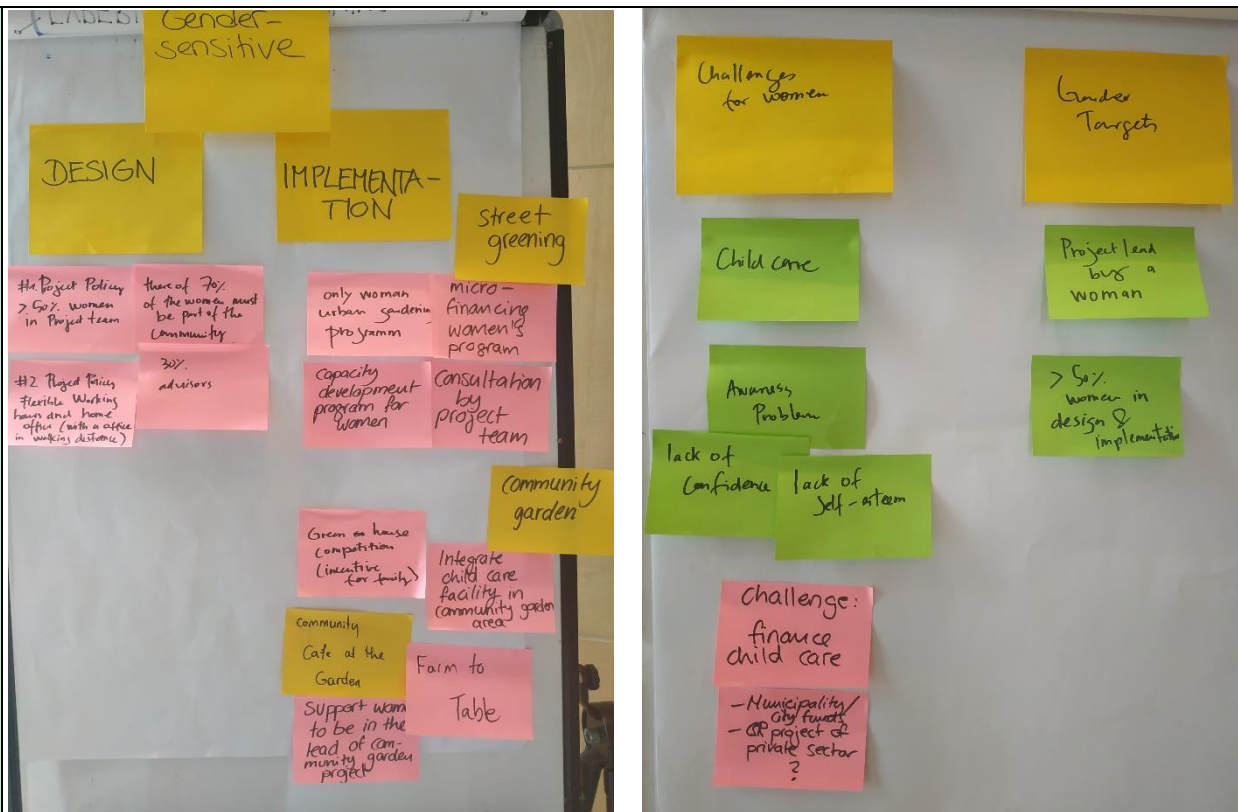 Gender-
sensitive
DESIGN
#1 Project Policy
> 50% women
in Project team
there of 70%
of the women must
be part of the
community
#2 Project Policy
Flexible Working
hours and home
office (with a office
in walking distance)
30%
advisors
IMPLEMENTA-
TION
street
greening
only woman
urban gardening
programm
micro-
financing
women's
program
capacity
development
program for
women
Consultation
by
project
team
community
garden
Green on house
competition
(incentive
for family)
Integrate
child care
facility in
community garden
area
Community
Cafe at the
Garden
Farm to
Table
Support wom
to be in the
lead of com-
munity garden
project
Challenges
for women
Child care
Awarness
Problem
lack of
Confidence
lack of
Self-esteem
Challenge:
finance
child care
- Municipality/
city funds
- CSR project of
private sector
?
Gender
Targets
Project lead
by a
woman
> 50%
women in
design &
implementation